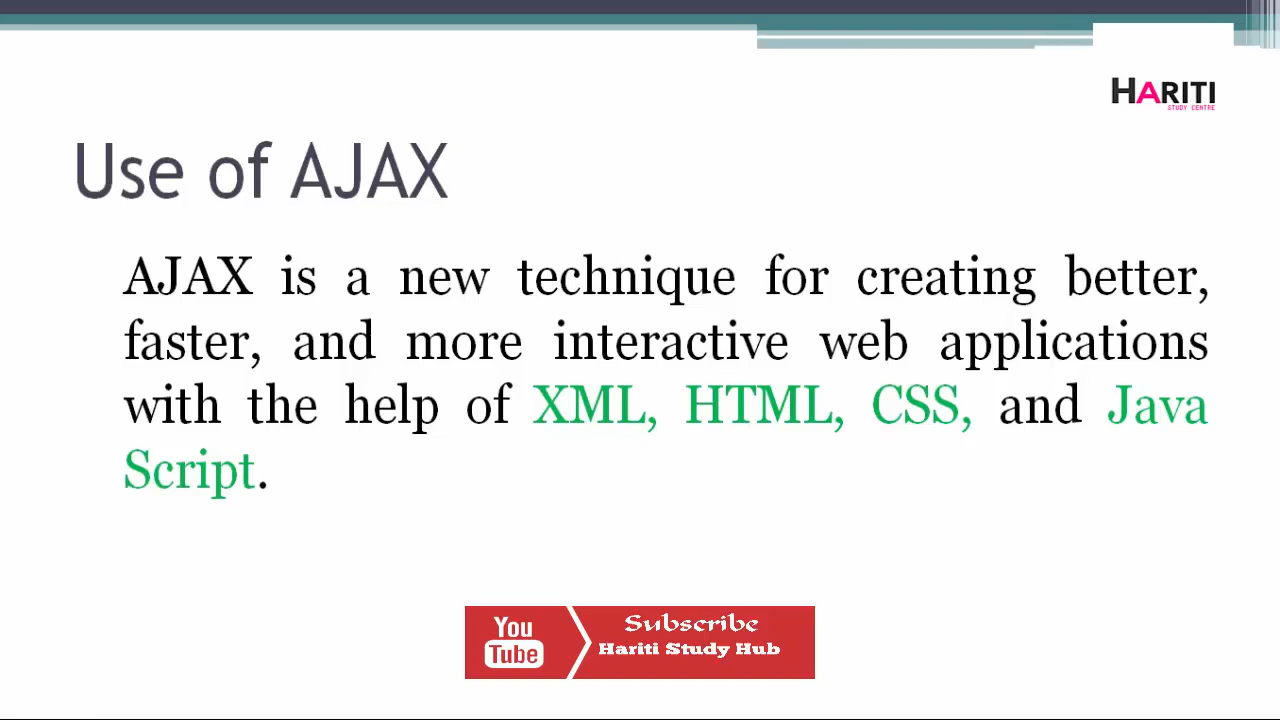 HARITI
STUDY CENTRE
Use of AJAX
AJAX is a new technique for creating better,
faster, and more interactive web applications
with the help of XML, HTML, CSS, and Java
Script.
You
Tube
Subscribe
Hariti Study Hub